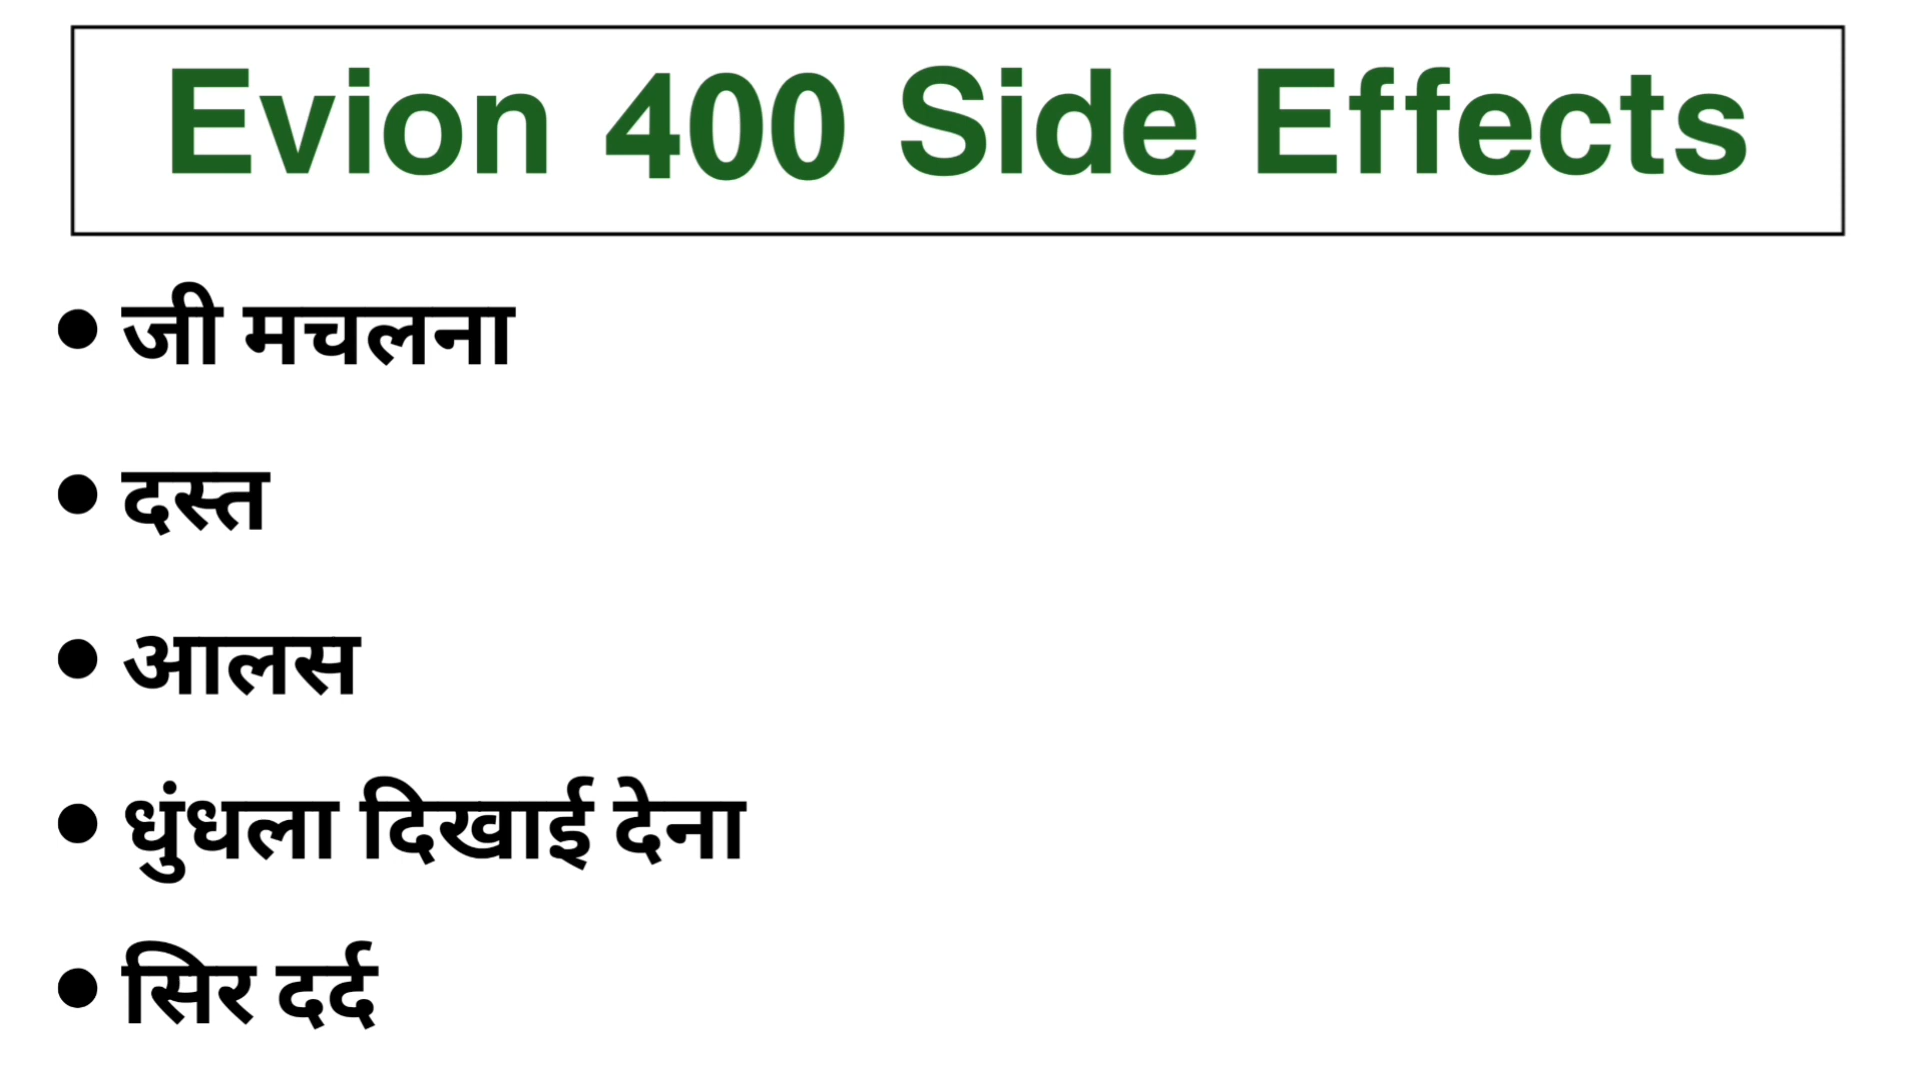 Evion 400 Side Effects
• जी मचलना
• दस्त
• आलस
• धुंधला दिखाई देना
• सिर दर्द